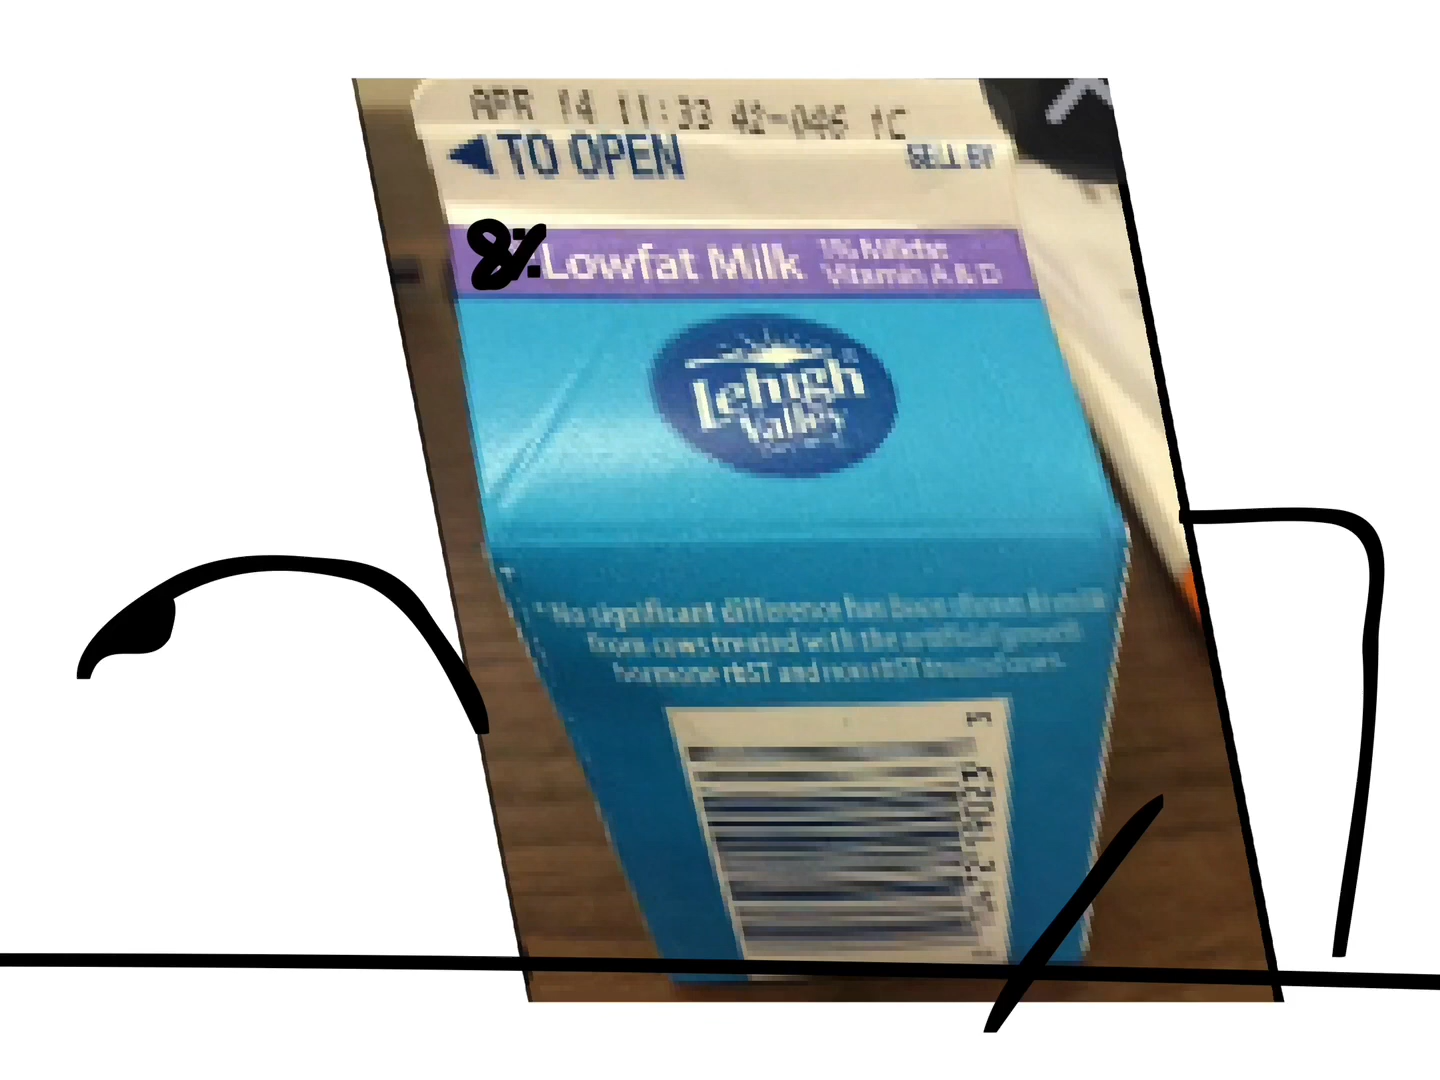 APR 14 11:33 42-046 1C
TO OPEN
SELL BY
8% Lowfat Milk
1% Milkfat
Vitamin A & D
Lehigh
Valley
*No significant difference has been shown in milk
from cows treated with the artificial growth
hormone rbST and non rbST treated cows.